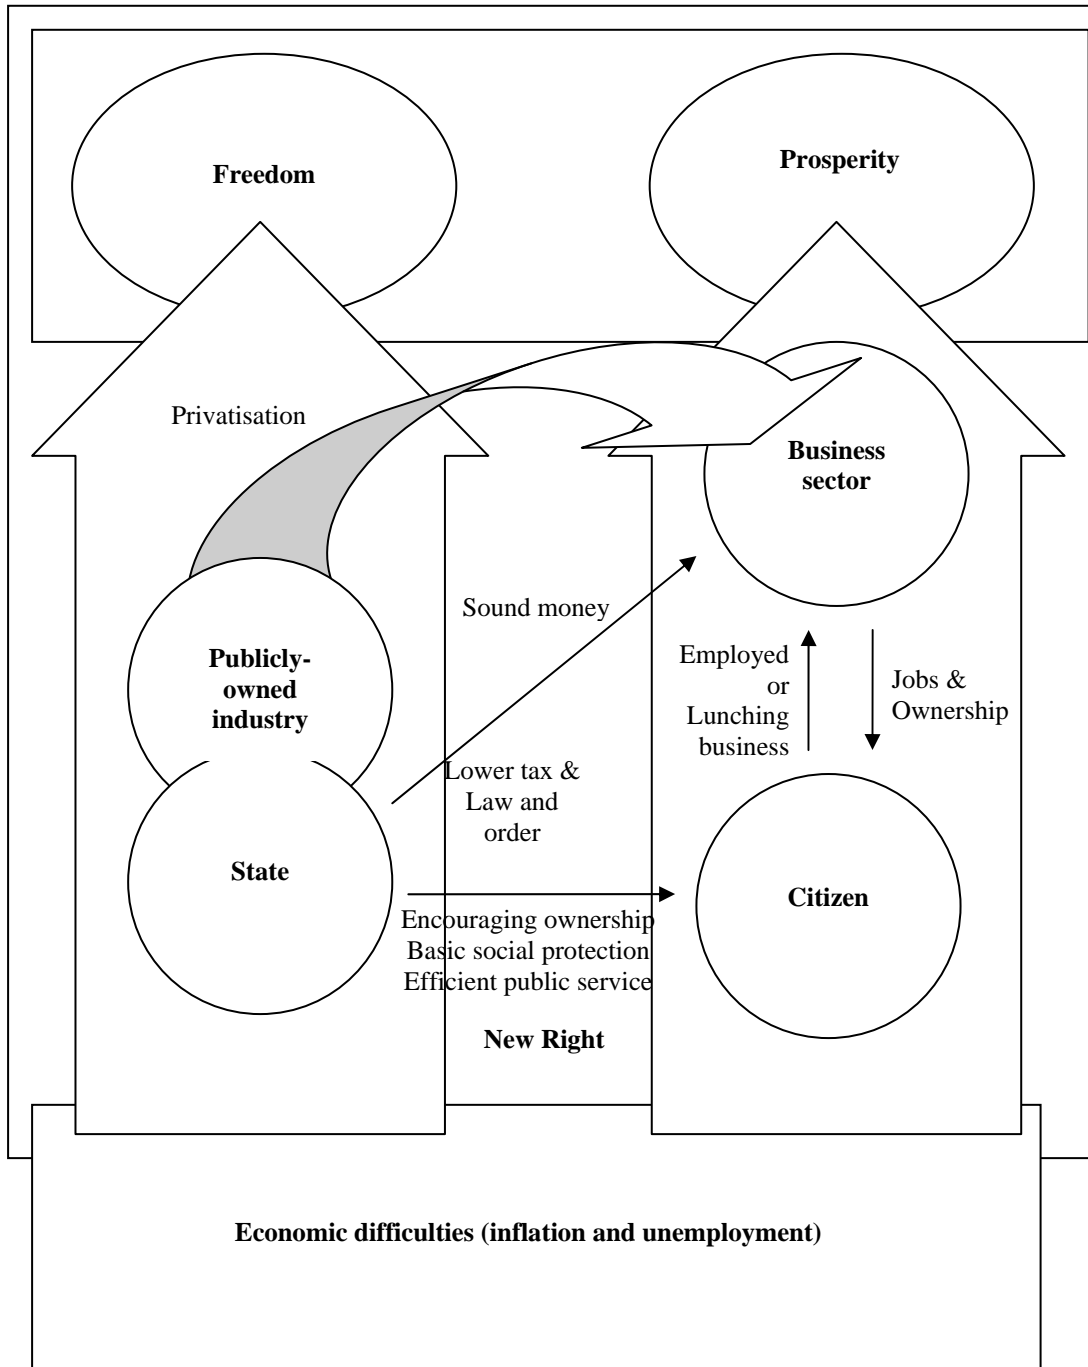 Freedom
Prosperity
Privatisation
Business
sector
Sound money
Publicly-
owned
industry
Employed
or
Lunching
business
Jobs &
Ownership
Lower tax &
Law and
order
State
Citizen
Encouraging ownership
Basic social protection
Efficient public service
New Right
Economic difficulties (inflation and unemployment)